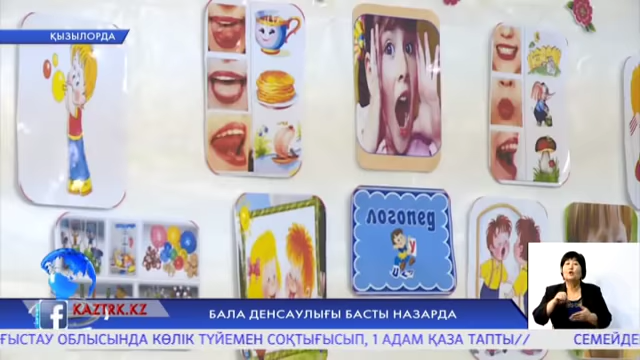 ҚЫЗЫЛОРДА
логопед
KAZTRK.KZ
БАЛА ДЕНСАУЛЫҒЫ БАСТЫ НАЗАРДА
ҒЫСТАУ ОБЛЫСЫНДА КӨЛІК ТҮЙЕМЕН СОҚТЫҒЫСЫП, 1 АДАМ ҚАЗА ТАПТЫ// СЕМЕЙДЕ